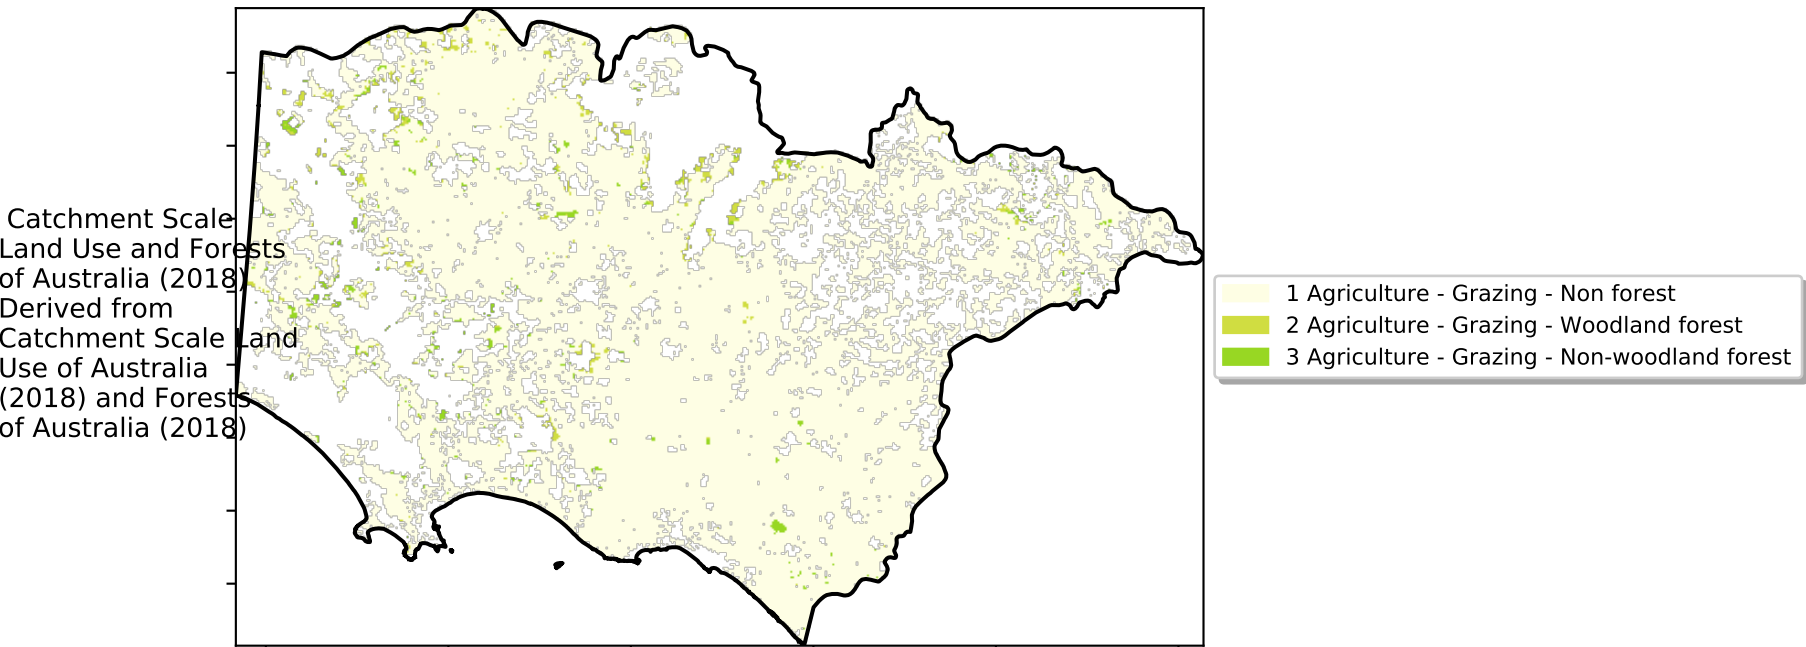 Catchment Scale
Land Use and Forests
of Australia (2018)
Derived from
Catchment Scale Land
Use of Australia
(2018) and Forests
of Australia (2018)
1 Agriculture - Grazing - Non forest
2 Agriculture - Grazing - Woodland forest
3 Agriculture - Grazing - Non-woodland forest